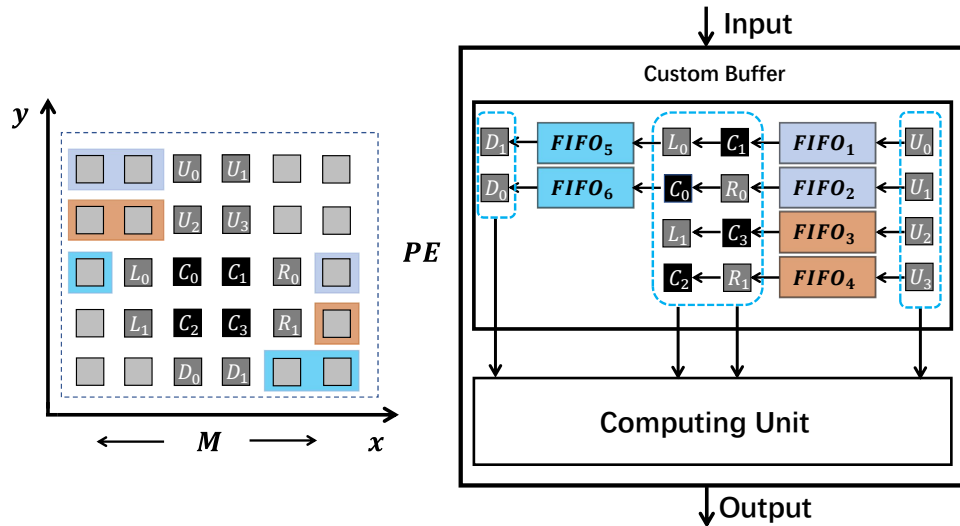 Input
Custom Buffer
y
U0 U1
U2 U3
L0 C0 C1 R0
L1 C2 C3 R1
D0 D1
M
x
PE
D1 FIFO5 L0 C1 FIFO1 U0
D0 FIFO6 C0 R0 FIFO2 U1
L1 C3 FIFO3 U2
C2 R1 FIFO4 U3
Computing Unit
Output